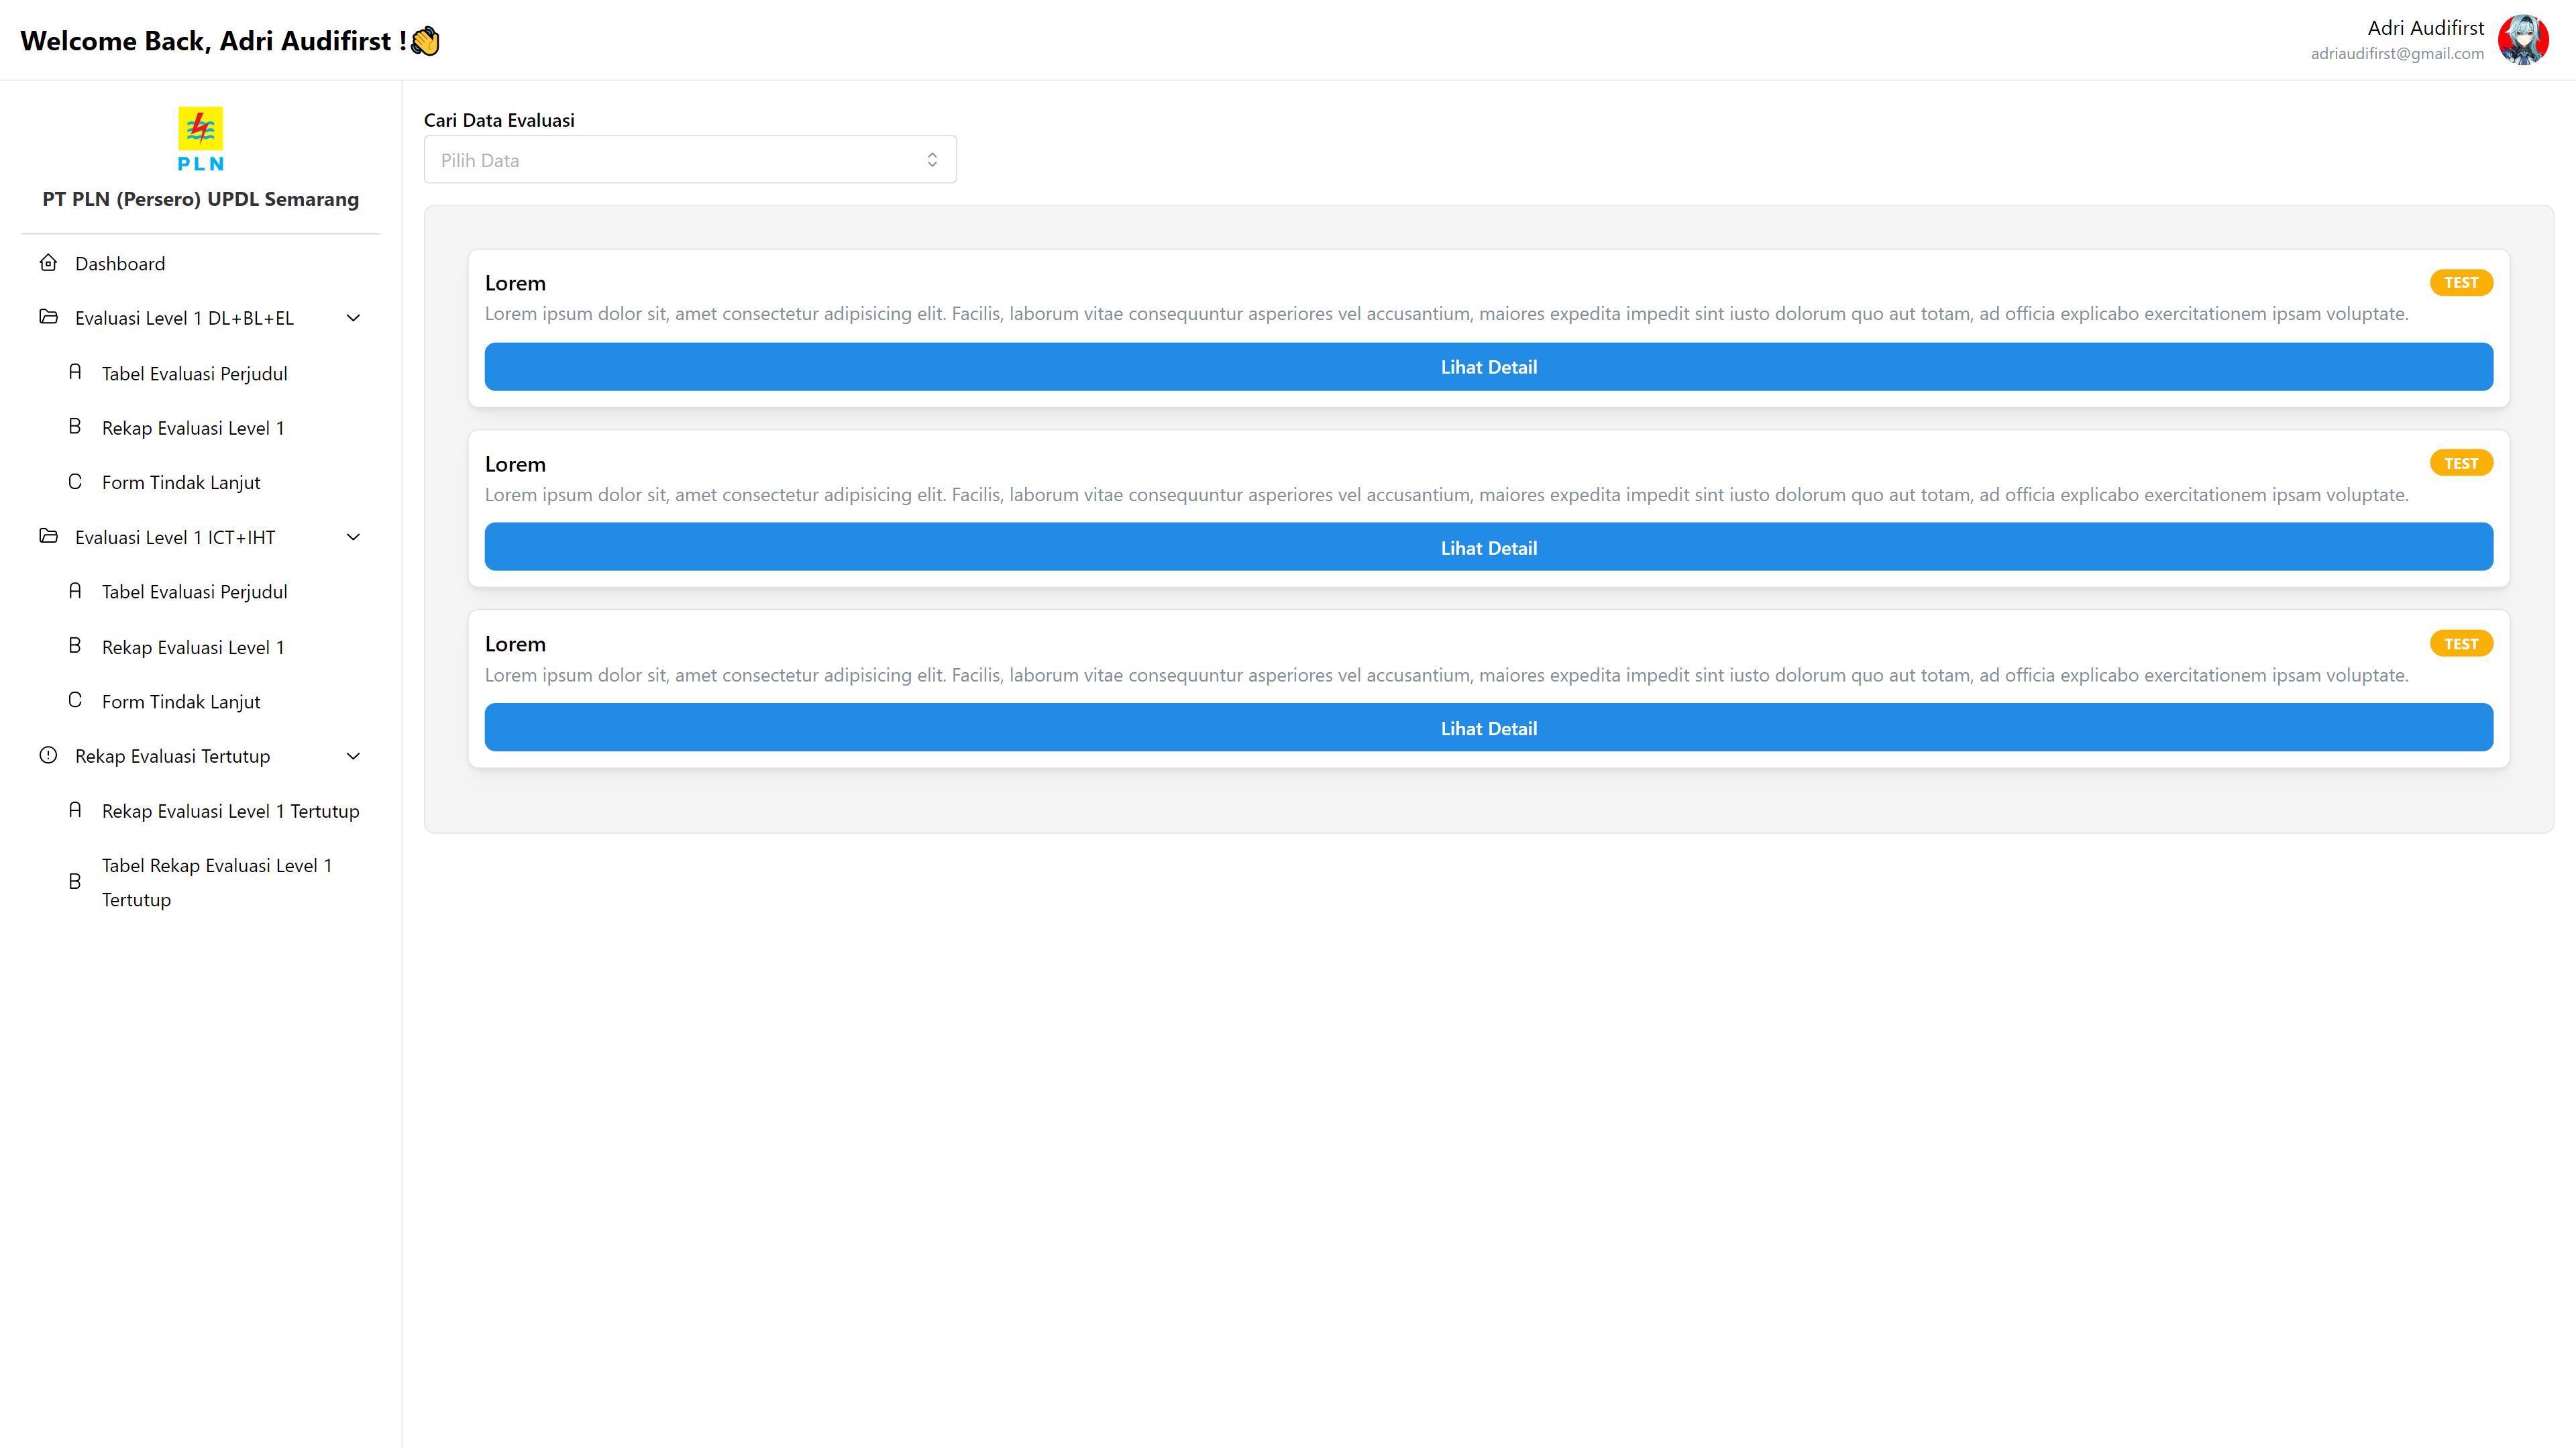 Welcome Back, Adri Audifirst !👋
Adri Audifirst
adriaudifirst@gmail.com
PLN
PT PLN (Persero) UPDL Semarang
Dashboard
Evaluasi Level 1 DL+BL+EL
A Tabel Evaluasi Perjudul
B Rekap Evaluasi Level 1
C Form Tindak Lanjut
Evaluasi Level 1 ICT+IHT
A Tabel Evaluasi Perjudul
B Rekap Evaluasi Level 1
C Form Tindak Lanjut
Rekap Evaluasi Tertutup
A Rekap Evaluasi Level 1 Tertutup
B Tabel Rekap Evaluasi Level 1
Tertutup
Cari Data Evaluasi
Pilih Data
Lorem
TEST
Lorem ipsum dolor sit, amet consectetur adipisicing elit. Facilis, laborum vitae consequuntur asperiores vel accusantium, maiores expedita impedit sint iusto dolorum quo aut totam, ad officia explicabo exercitationem ipsam voluptate.
Lihat Detail
Lorem
TEST
Lorem ipsum dolor sit, amet consectetur adipisicing elit. Facilis, laborum vitae consequuntur asperiores vel accusantium, maiores expedita impedit sint iusto dolorum quo aut totam, ad officia explicabo exercitationem ipsam voluptate.
Lihat Detail
Lorem
TEST
Lorem ipsum dolor sit, amet consectetur adipisicing elit. Facilis, laborum vitae consequuntur asperiores vel accusantium, maiores expedita impedit sint iusto dolorum quo aut totam, ad officia explicabo exercitationem ipsam voluptate.
Lihat Detail